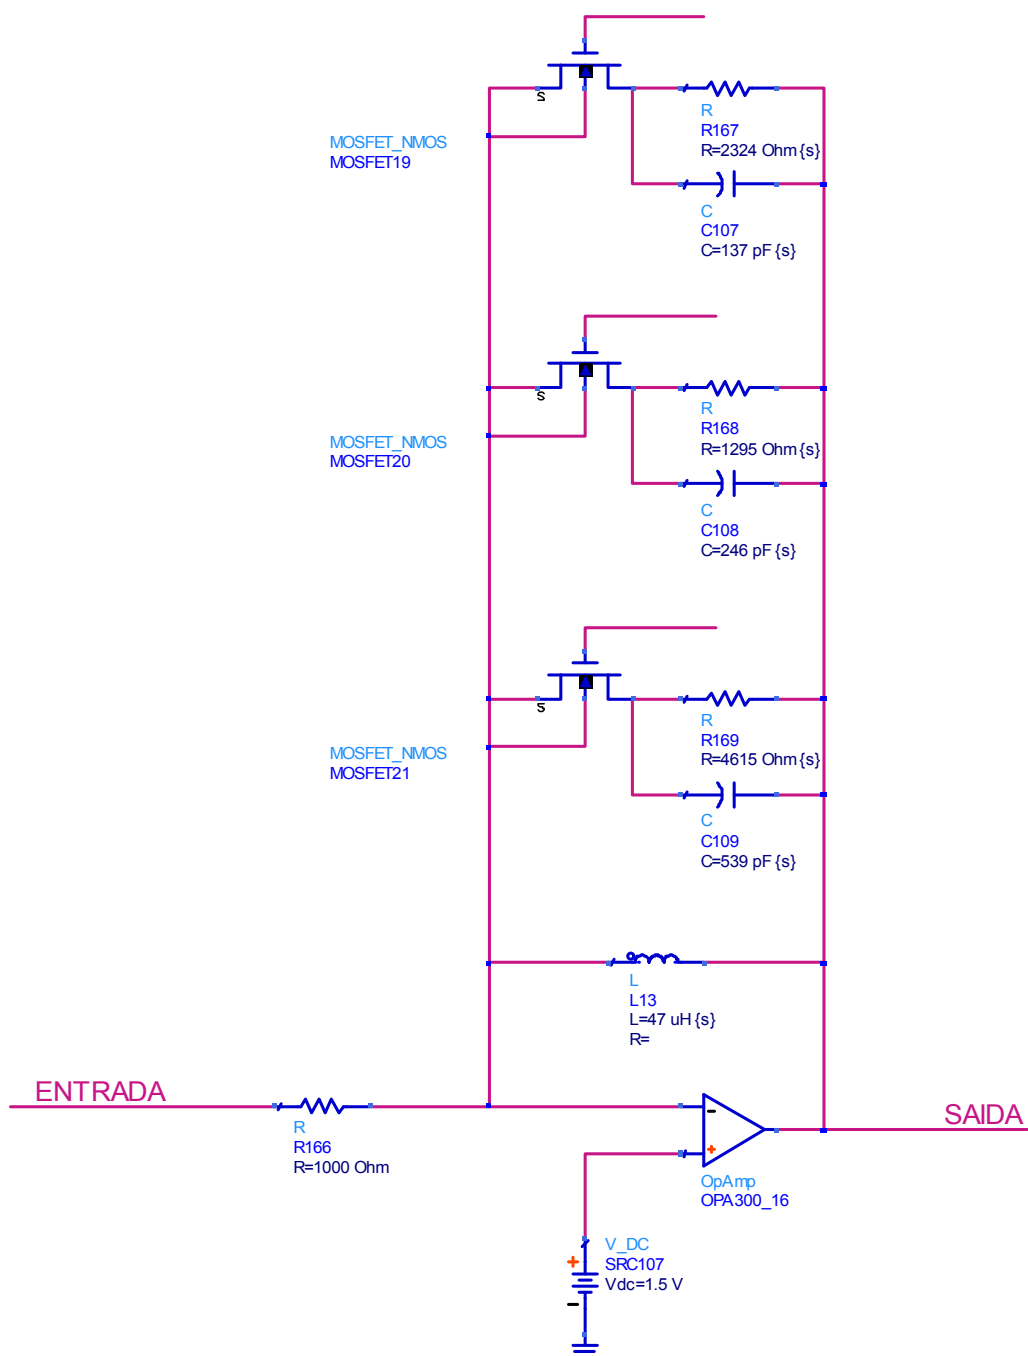 S
MOSFET_NMOS
MOSFET19
R
R167
R=2324 Ohm {s}
C
C107
C=137 pF {s}
S
MOSFET_NMOS
MOSFET20
R
R168
R=1295 Ohm {s}
C
C108
C=246 pF {s}
S
MOSFET_NMOS
MOSFET21
R
R169
R=4615 Ohm {s}
C
C109
C=539 pF {s}
L
L13
L=47 uH {s}
R=
ENTRADA
SAIDA
R
R166
R=1000 Ohm
OpAmp
OPA300_16
V_DC
SRC107
Vdc=1.5 V